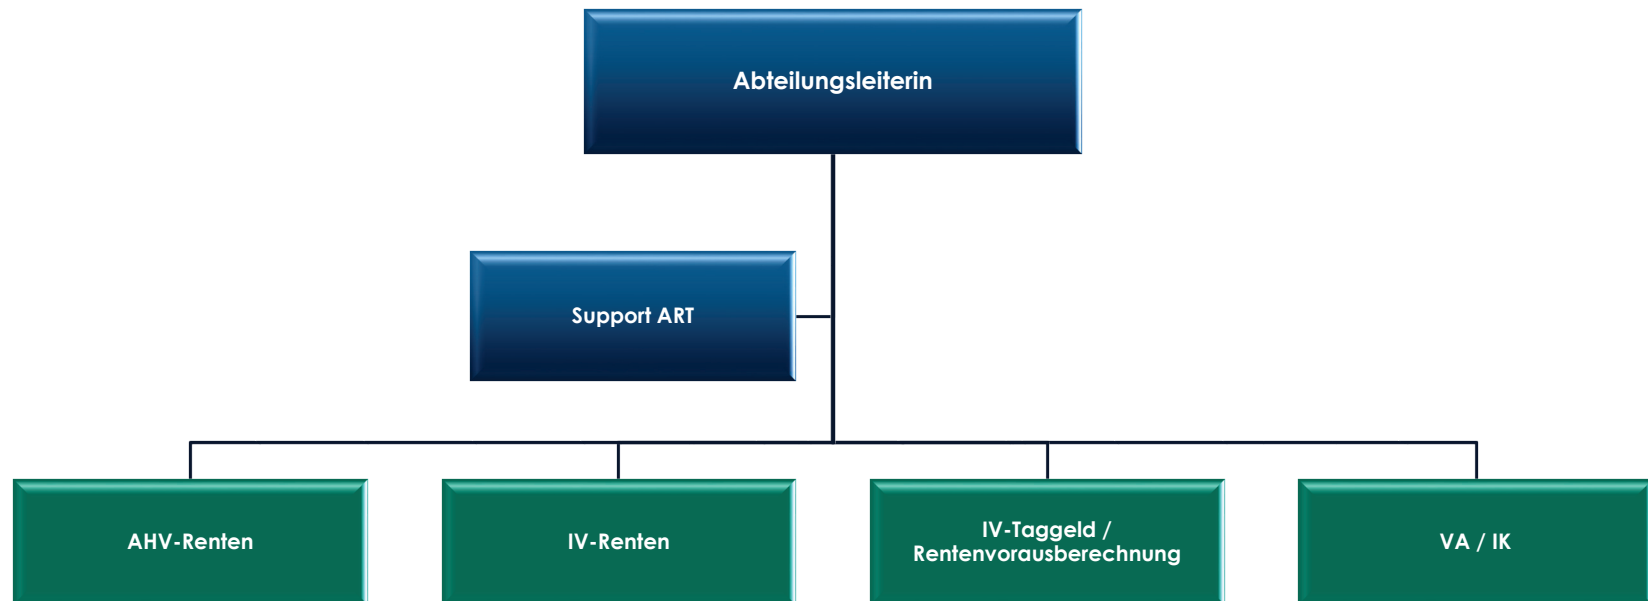 Abteilungsleiterin
Support ART
AHV-Renten
IV-Renten
IV-Taggeld /
Rentenvorausberechnung
VA / IK